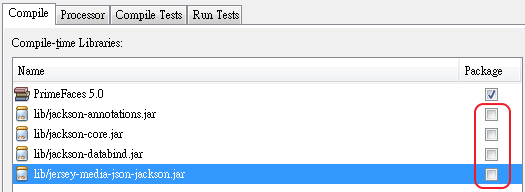 Compile Processor Compile Tests Run Tests
Compile-time Libraries:
Name Package
PrimeFaces 5.0
lib/jackson-annotations.jar
lib/jackson-core.jar
lib/jackson-databind.jar
lib/jersey-media-json-jackson.jar